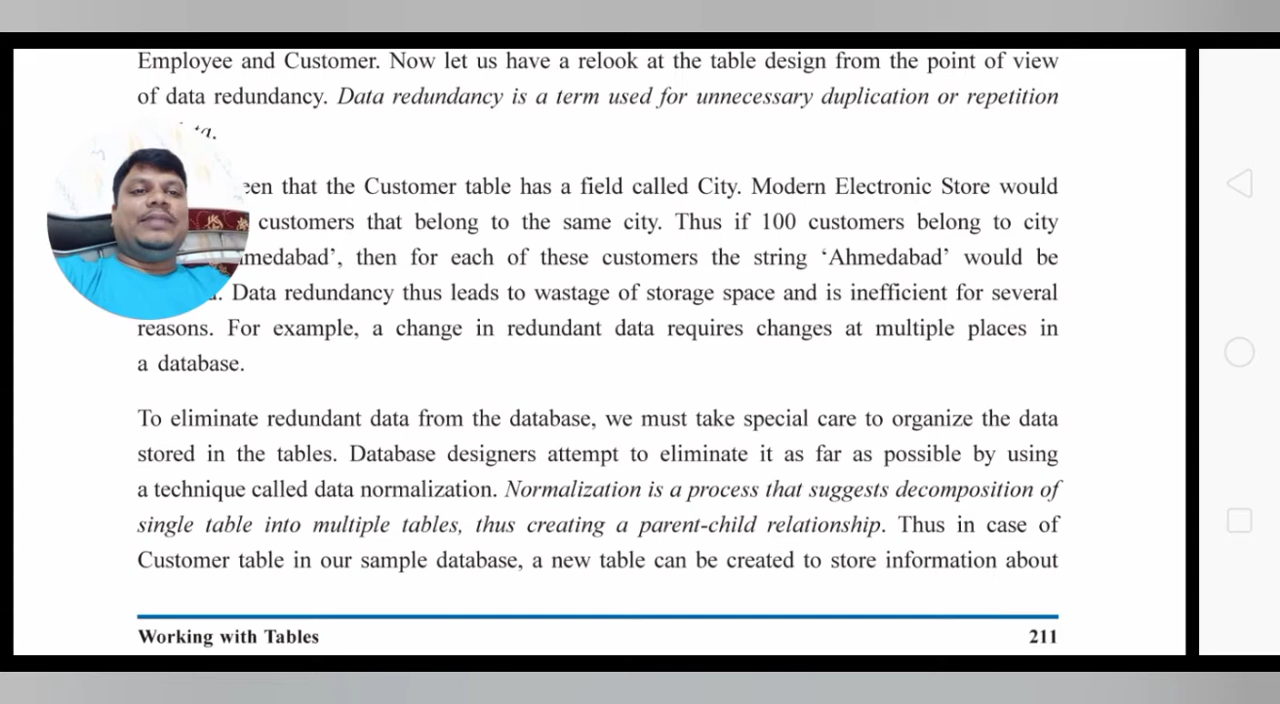 Employee and Customer. Now let us have a relook at the table design from the point of view
of data redundancy. Data redundancy is a term used for unnecessary duplication or repetition
that the Customer table has a field called City. Modern Electronic Store would
customers that belong to the same city. Thus if 100 customers belong to city
then for each of these customers the string ‘Ahmedabad’ would be
Data redundancy thus leads to wastage of storage space and is inefficient for several
reasons. For example, a change in redundant data requires changes at multiple places in
a database.
To eliminate redundant data from the database, we must take special care to organize the data
stored in the tables. Database designers attempt to eliminate it as far as possible by using
a technique called data normalization. Normalization is a process that suggests decomposition of
single table into multiple tables, thus creating a parent-child relationship. Thus in case of
Customer table in our sample database, a new table can be created to store information about
Working with Tables 211